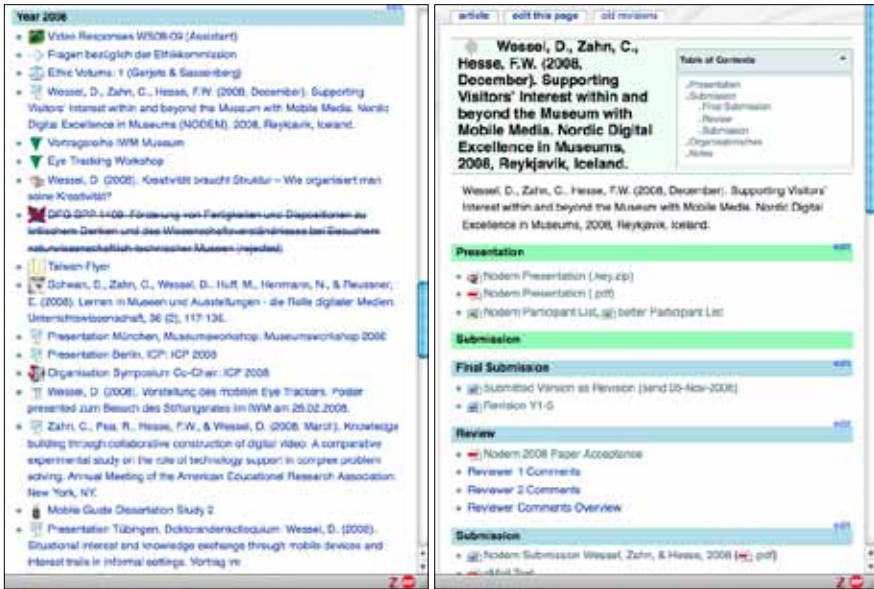 Year 2008
edit
Video Responses WS08-09 (Assistant)
Fragen bezüglich der Ethikkommission
Ethic Votums: 1 (Gerjets & Sassenberg)
Wessel, D., Zahn, C., Hesse, F.W. (2008, December). Supporting
Visitors' Interest within and beyond the Museum with Mobile Media. Nordic
Digital Excellence in Museums (NODEM), 2008, Reykjavik, Iceland.
Vortragsreihe IWM Museum
Eye Tracking Workshop
Wessel, D. (2008). Kreativität braucht Struktur – Wie organisiert man
seine Kreativität?
DFG SPP 1409: Förderung von Fertigkeiten und Dispositionen zu
kritischem Denken und des Wissenschaftsverständnisses bei Besuchern
naturwissenschaftlich-technischer Museen (rejected)
Taiwan Flyer
Schwan, S., Zahn, C., Wessel, D., Huff, M., Herrmann, N., & Reussner,
E. (2008). Lernen in Museen und Ausstellungen - die Rolle digitaler Medien.
Unterrichtswissenschaft, 36 (2), 117-135.
Presentation München, Museumsworkshop: Museumsworkshop 2008
Presentation Berlin, ICP: ICP 2008
Organisation Symposium Co-Chair: ICP 2008
Wessel, D. (2008). Vorstellung des mobilen Eye Trackers. Poster
presented zum Besuch des Stiftungsrates im IWM am 26.02.2008.
Zahn, C., Pea, R., Hesse, F.W., & Wessel, D. (2008, March). Knowledge
building through collaborative construction of digital video: A comparative
experimental study on the role of technology support in complex problem
solving. Annual Meeting of the American Educational Research Association.
New York, NY.
Mobile Guide Dissertation Study 2
Presentation Tübingen, Doktorandenkolloquium: Wessel, D. (2008).
Situational interest and knowledge exchange through mobile devices and
interest trails in informal settings. Vortrag im
article edit this page old revisions
Wessel, D., Zahn, C.,
Hesse, F.W. (2008,
December). Supporting
Visitors' Interest within and
beyond the Museum with
Mobile Media. Nordic Digital
Excellence in Museums,
2008, Reykjavik, Iceland.
Table of Contents
Presentation
Submission
Final Submission
Review
Submission
Organisatorisches
Notes
Wessel, D., Zahn, C., Hesse, F.W. (2008, December). Supporting Visitors'
Interest within and beyond the Museum with Mobile Media. Nordic Digital
Excellence in Museums, 2008, Reykjavik, Iceland.
Presentation
edit
Nodem Presentation (.key.zip)
Nodem Presentation (.pdf)
Nodem Participant List, better Participant List
Submission
Final Submission
edit
Submitted Version as Revision (send 05-Nov-2008)
Revision V1-5
Review
edit
Nodem 2008 Paper Acceptance
Reviewer 1 Comments
Reviewer 2 Comments
Reviewer Comments Overview
Submission
edit
Nodem Submission Wessel, Zahn, & Hesse, 2008 (.pdf)
eMail Text